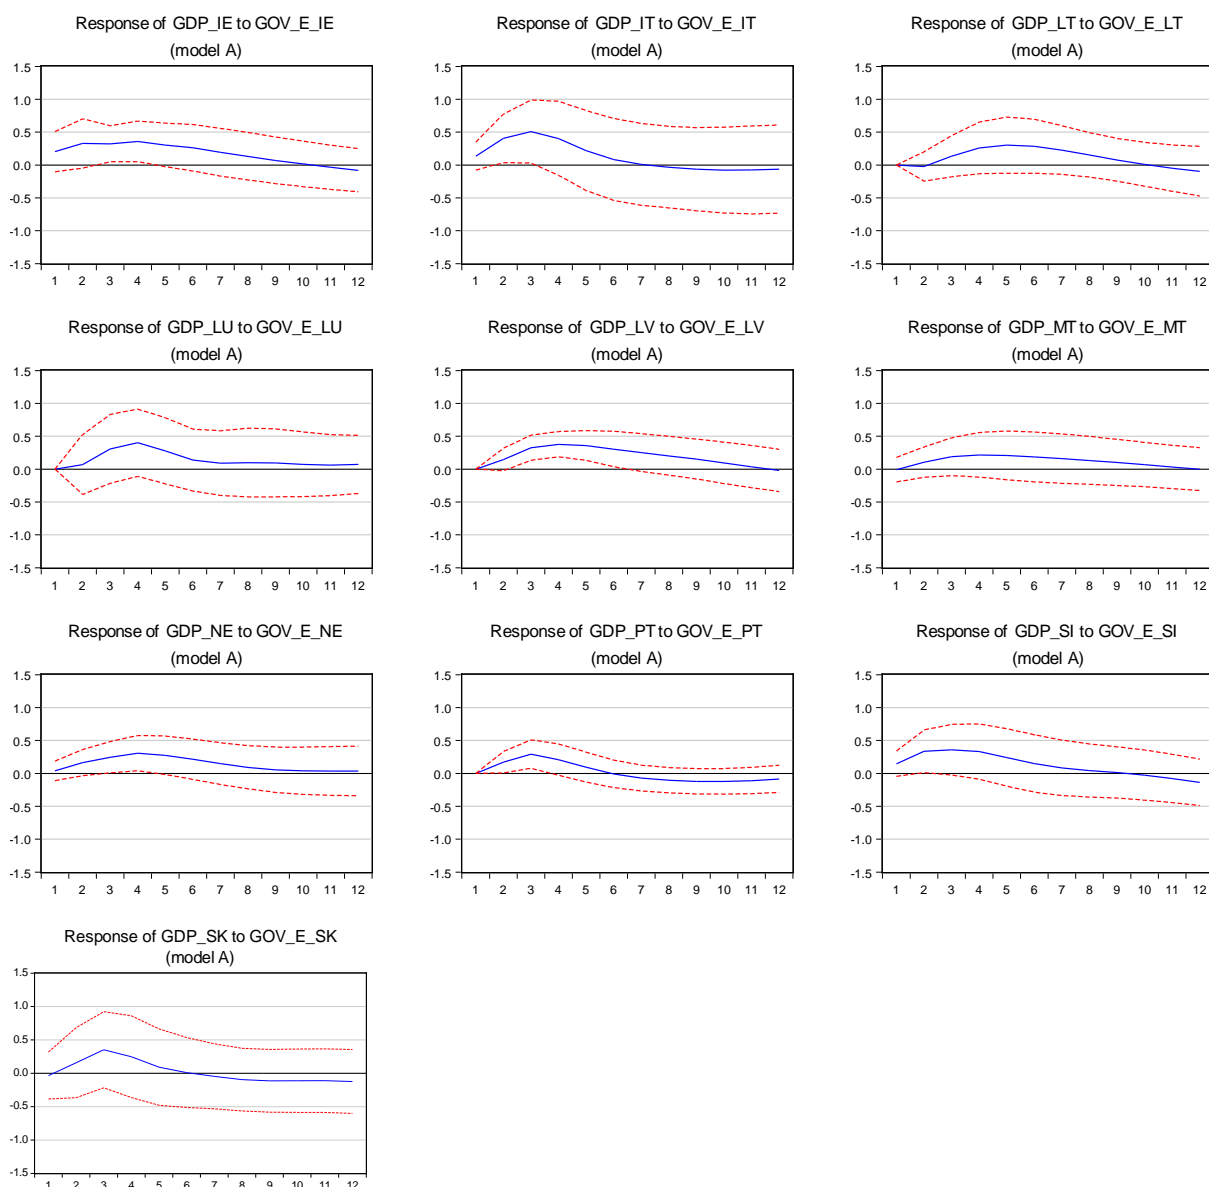 Response of GDP_IE to GOV_E_IE
(model A)
1.5
1.0
0.5
0.0
-0.5
-1.0
-1.5
1 2 3 4 5 6 7 8 9 10 11 12
Response of GDP_IT to GOV_E_IT
(model A)
1.5
1.0
0.5
0.0
-0.5
-1.0
-1.5
1 2 3 4 5 6 7 8 9 10 11 12
Response of GDP_LT to GOV_E_LT
(model A)
1.5
1.0
0.5
0.0
-0.5
-1.0
-1.5
1 2 3 4 5 6 7 8 9 10 11 12
Response of GDP_LU to GOV_E_LU
(model A)
1.5
1.0
0.5
0.0
-0.5
-1.0
-1.5
1 2 3 4 5 6 7 8 9 10 11 12
Response of GDP_LV to GOV_E_LV
(model A)
1.5
1.0
0.5
0.0
-0.5
-1.0
-1.5
1 2 3 4 5 6 7 8 9 10 11 12
Response of GDP_MT to GOV_E_MT
(model A)
1.5
1.0
0.5
0.0
-0.5
-1.0
-1.5
1 2 3 4 5 6 7 8 9 10 11 12
Response of GDP_NE to GOV_E_NE
(model A)
1.5
1.0
0.5
0.0
-0.5
-1.0
-1.5
1 2 3 4 5 6 7 8 9 10 11 12
Response of GDP_PT to GOV_E_PT
(model A)
1.5
1.0
0.5
0.0
-0.5
-1.0
-1.5
1 2 3 4 5 6 7 8 9 10 11 12
Response of GDP_SI to GOV_E_SI
(model A)
1.5
1.0
0.5
0.0
-0.5
-1.0
-1.5
1 2 3 4 5 6 7 8 9 10 11 12
Response of GDP_SK to GOV_E_SK
(model A)
1.5
1.0
0.5
0.0
-0.5
-1.0
-1.5
1 2 3 4 5 6 7 8 9 10 11 12